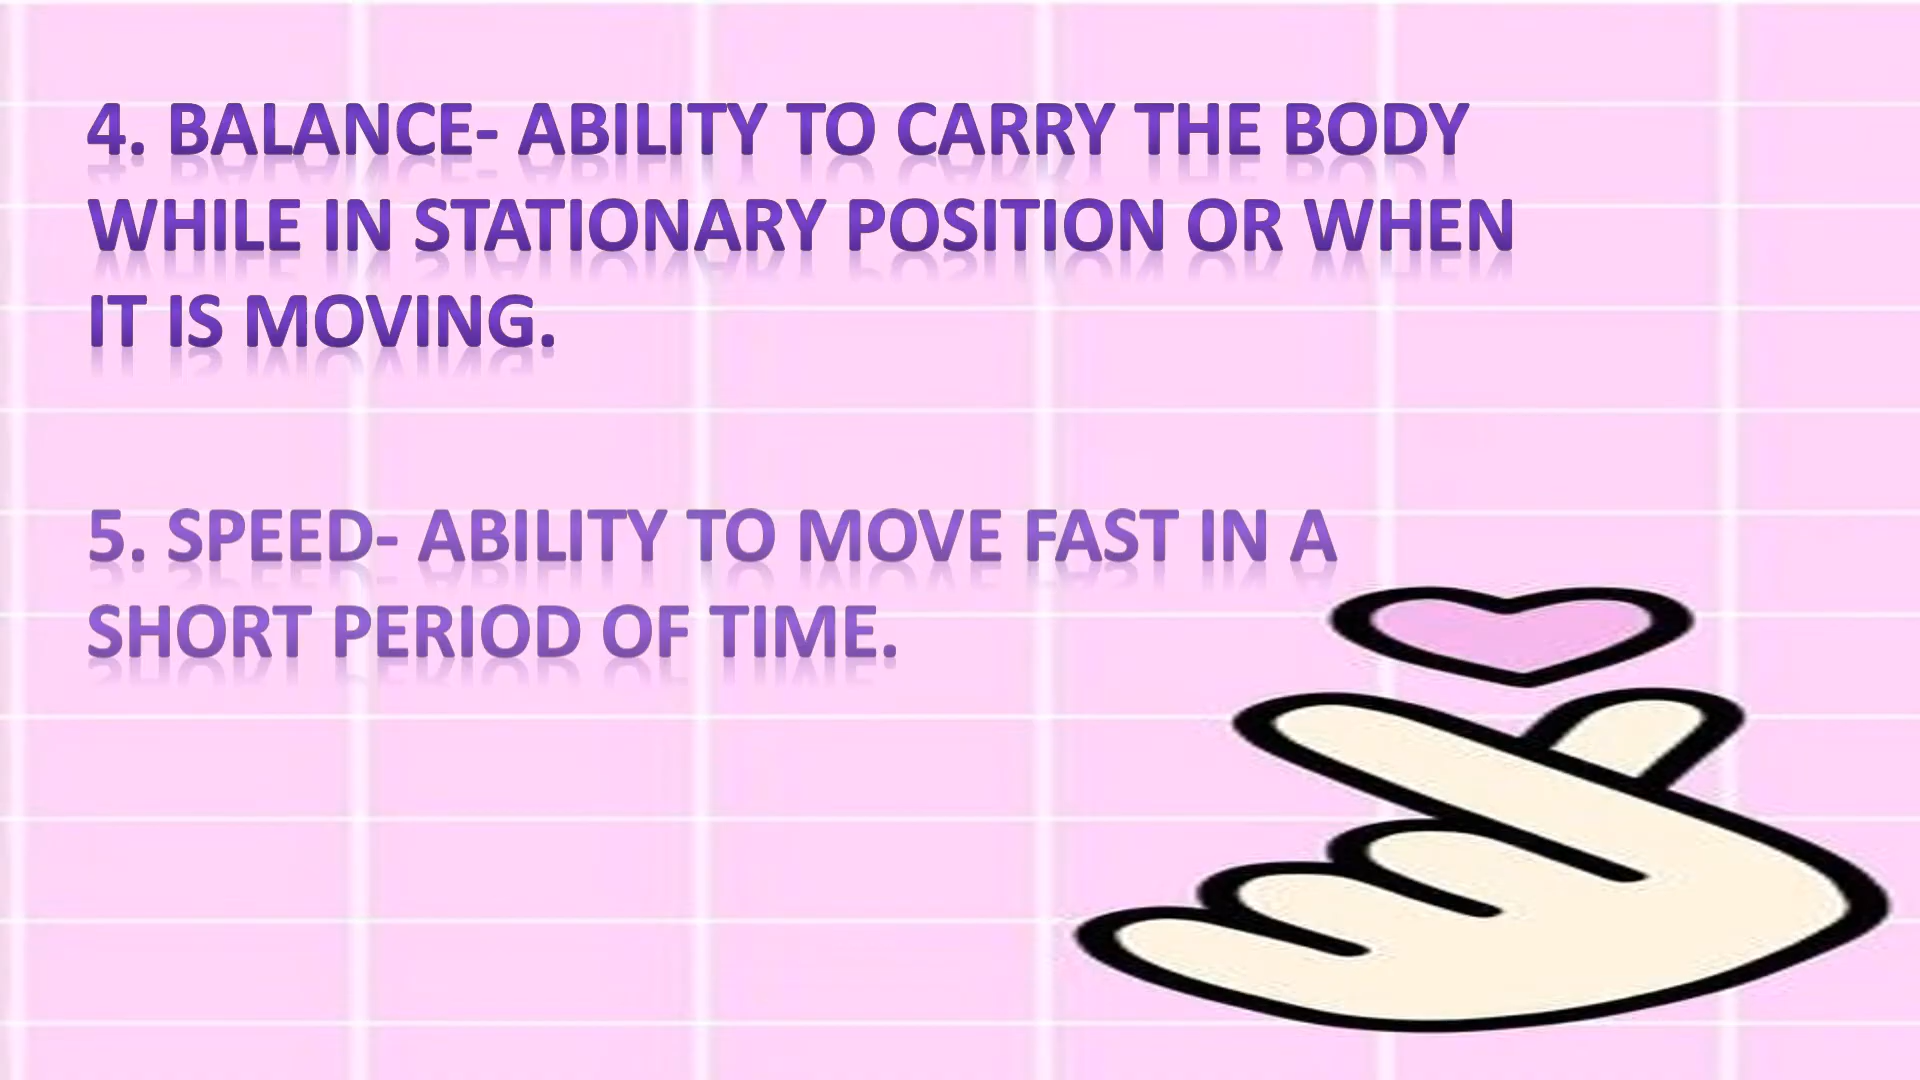 4. BALANCE- ABILITY TO CARRY THE BODY
WHILE IN STATIONARY POSITION OR WHEN
IT IS MOVING.
5. SPEED- ABILITY TO MOVE FAST IN A
SHORT PERIOD OF TIME.